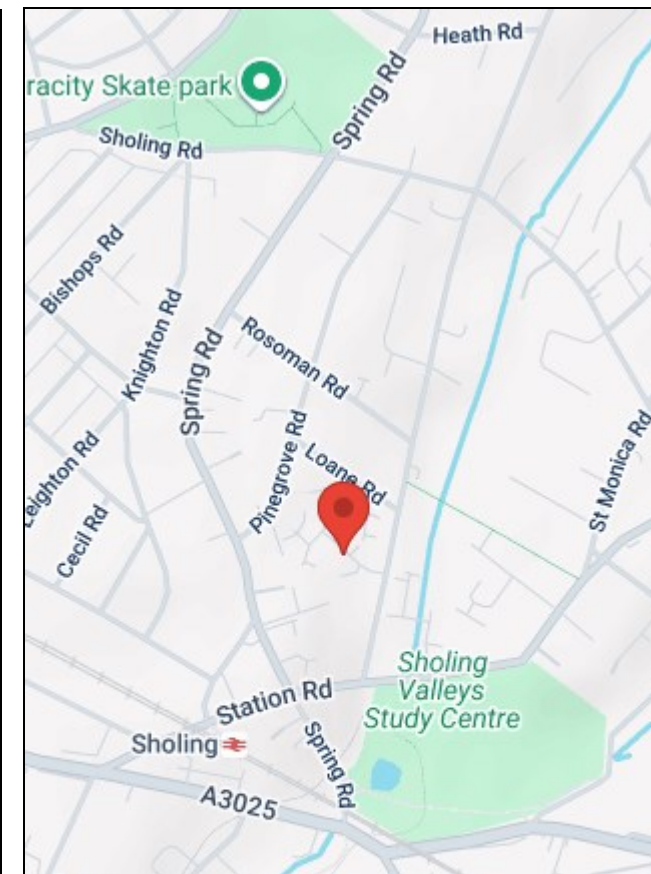 Heath Rd
racity Skate park
Spring Rd
Sholing Rd
Bishops Rd
Knighton Rd
Rosoman Rd
Spring Rd
Pinegrove Rd
Loane Rd
Leighton Rd
Cecil Rd
St Monica Rd
Sholing
Valleys
Study Centre
Station Rd
Sholing
Spring Rd
A3025